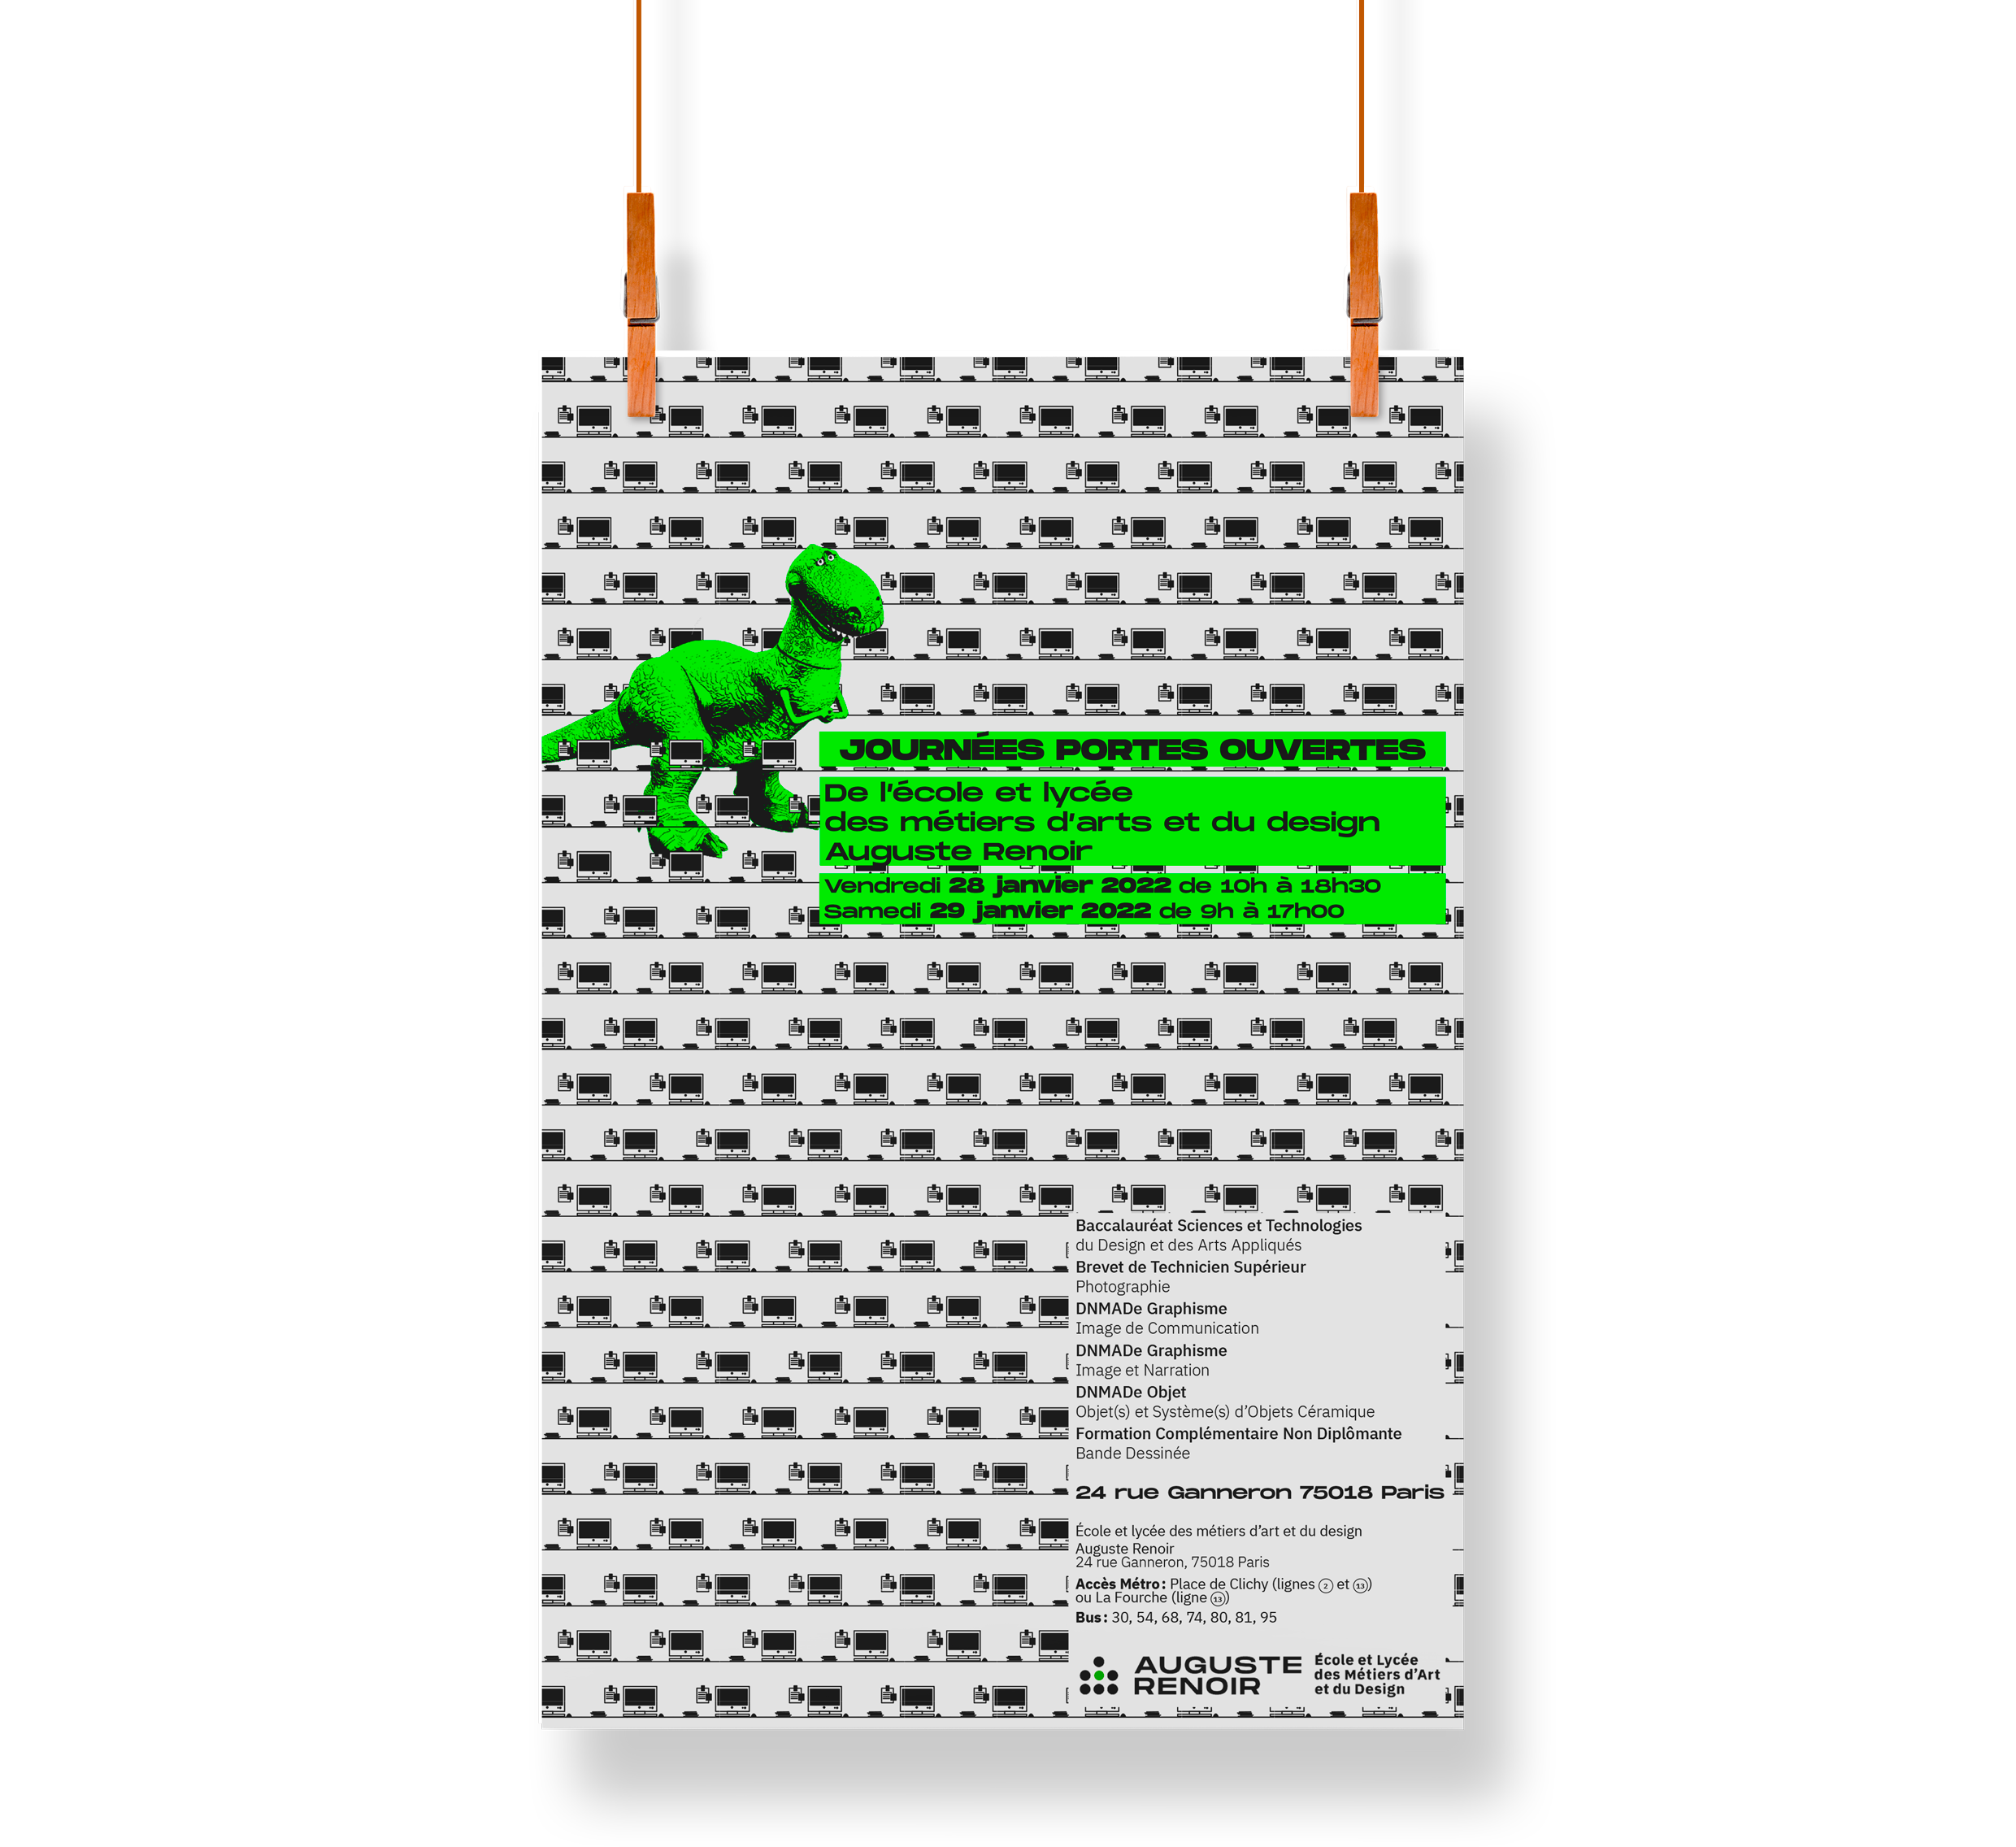 JOURNÉES PORTES OUVERTES
De l'école et lycée
des métiers d'arts et du design
Auguste Renoir
Vendredi 28 janvier 2022 de 10h à 18h30
Samedi 29 janvier 2022 de 9h à 17h00
Baccalauréat Sciences et Technologies
du Design et des Arts Appliqués
Brevet de Technicien Supérieur
Photographie
DNMADe Graphisme
Image de Communication
DNMADe Graphisme
Image et Narration
DNMADe Objet
Objet(s) et Système(s) d'Objets Céramique
Formation Complémentaire Non Diplômante
Bande Dessinée
24 rue Ganneron 75018 Paris
École et lycée des métiers d'art et du design
Auguste Renoir
24 rue Ganneron, 75018 Paris
Accès Métro : Place de Clichy (lignes 2 et 13)
ou La Fourche (ligne 13)
Bus : 30, 54, 68, 74, 80, 81, 95
AUGUSTE
RENOIR
École et Lycée
des Métiers d'Art
et du Design